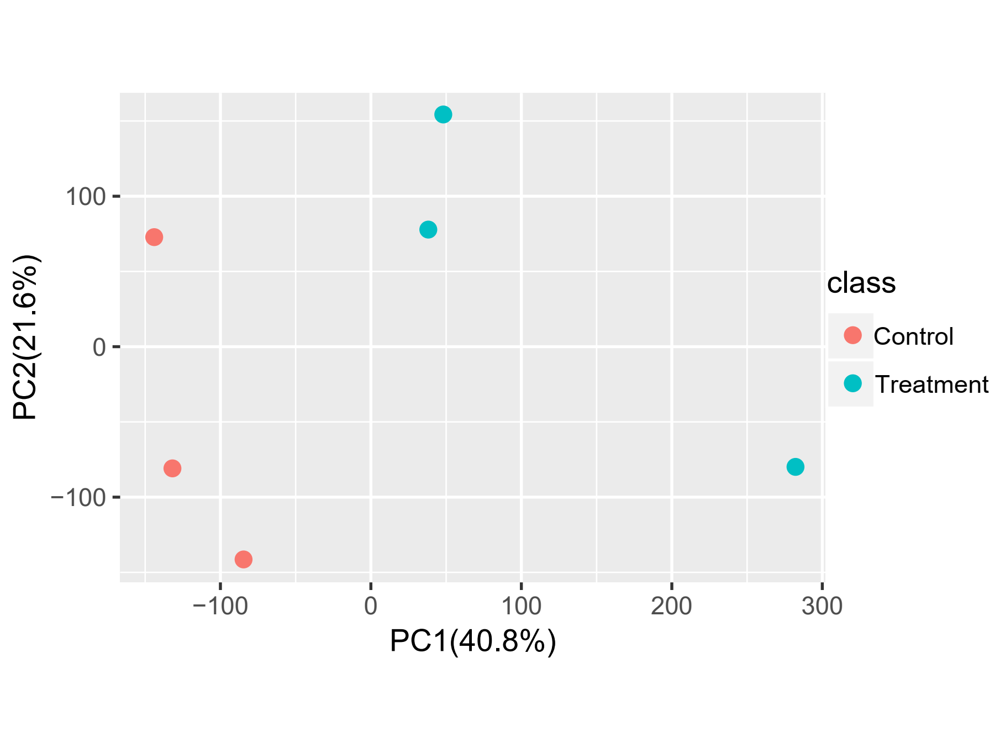 100
0
−100
PC2(21.6%)
−100 0 100 200 300
PC1(40.8%)
class
Control
Treatment